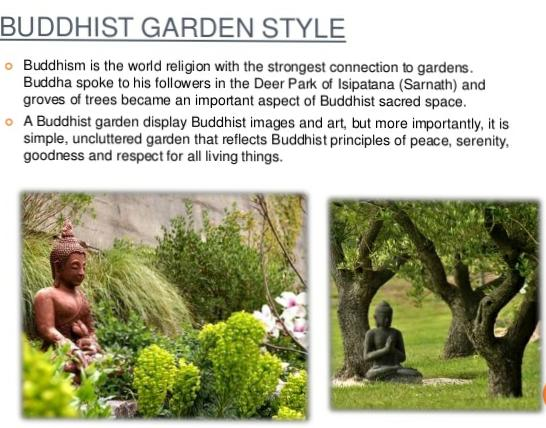 BUDDHIST GARDEN STYLE
Buddhism is the world religion with the strongest connection to gardens.
Buddha spoke to his followers in the Deer Park of Isipatana (Sarnath) and
groves of trees became an important aspect of Buddhist sacred space.
A Buddhist garden display Buddhist images and art, but more importantly, it is
simple, uncluttered garden that reflects Buddhist principles of peace, serenity,
goodness and respect for all living things.